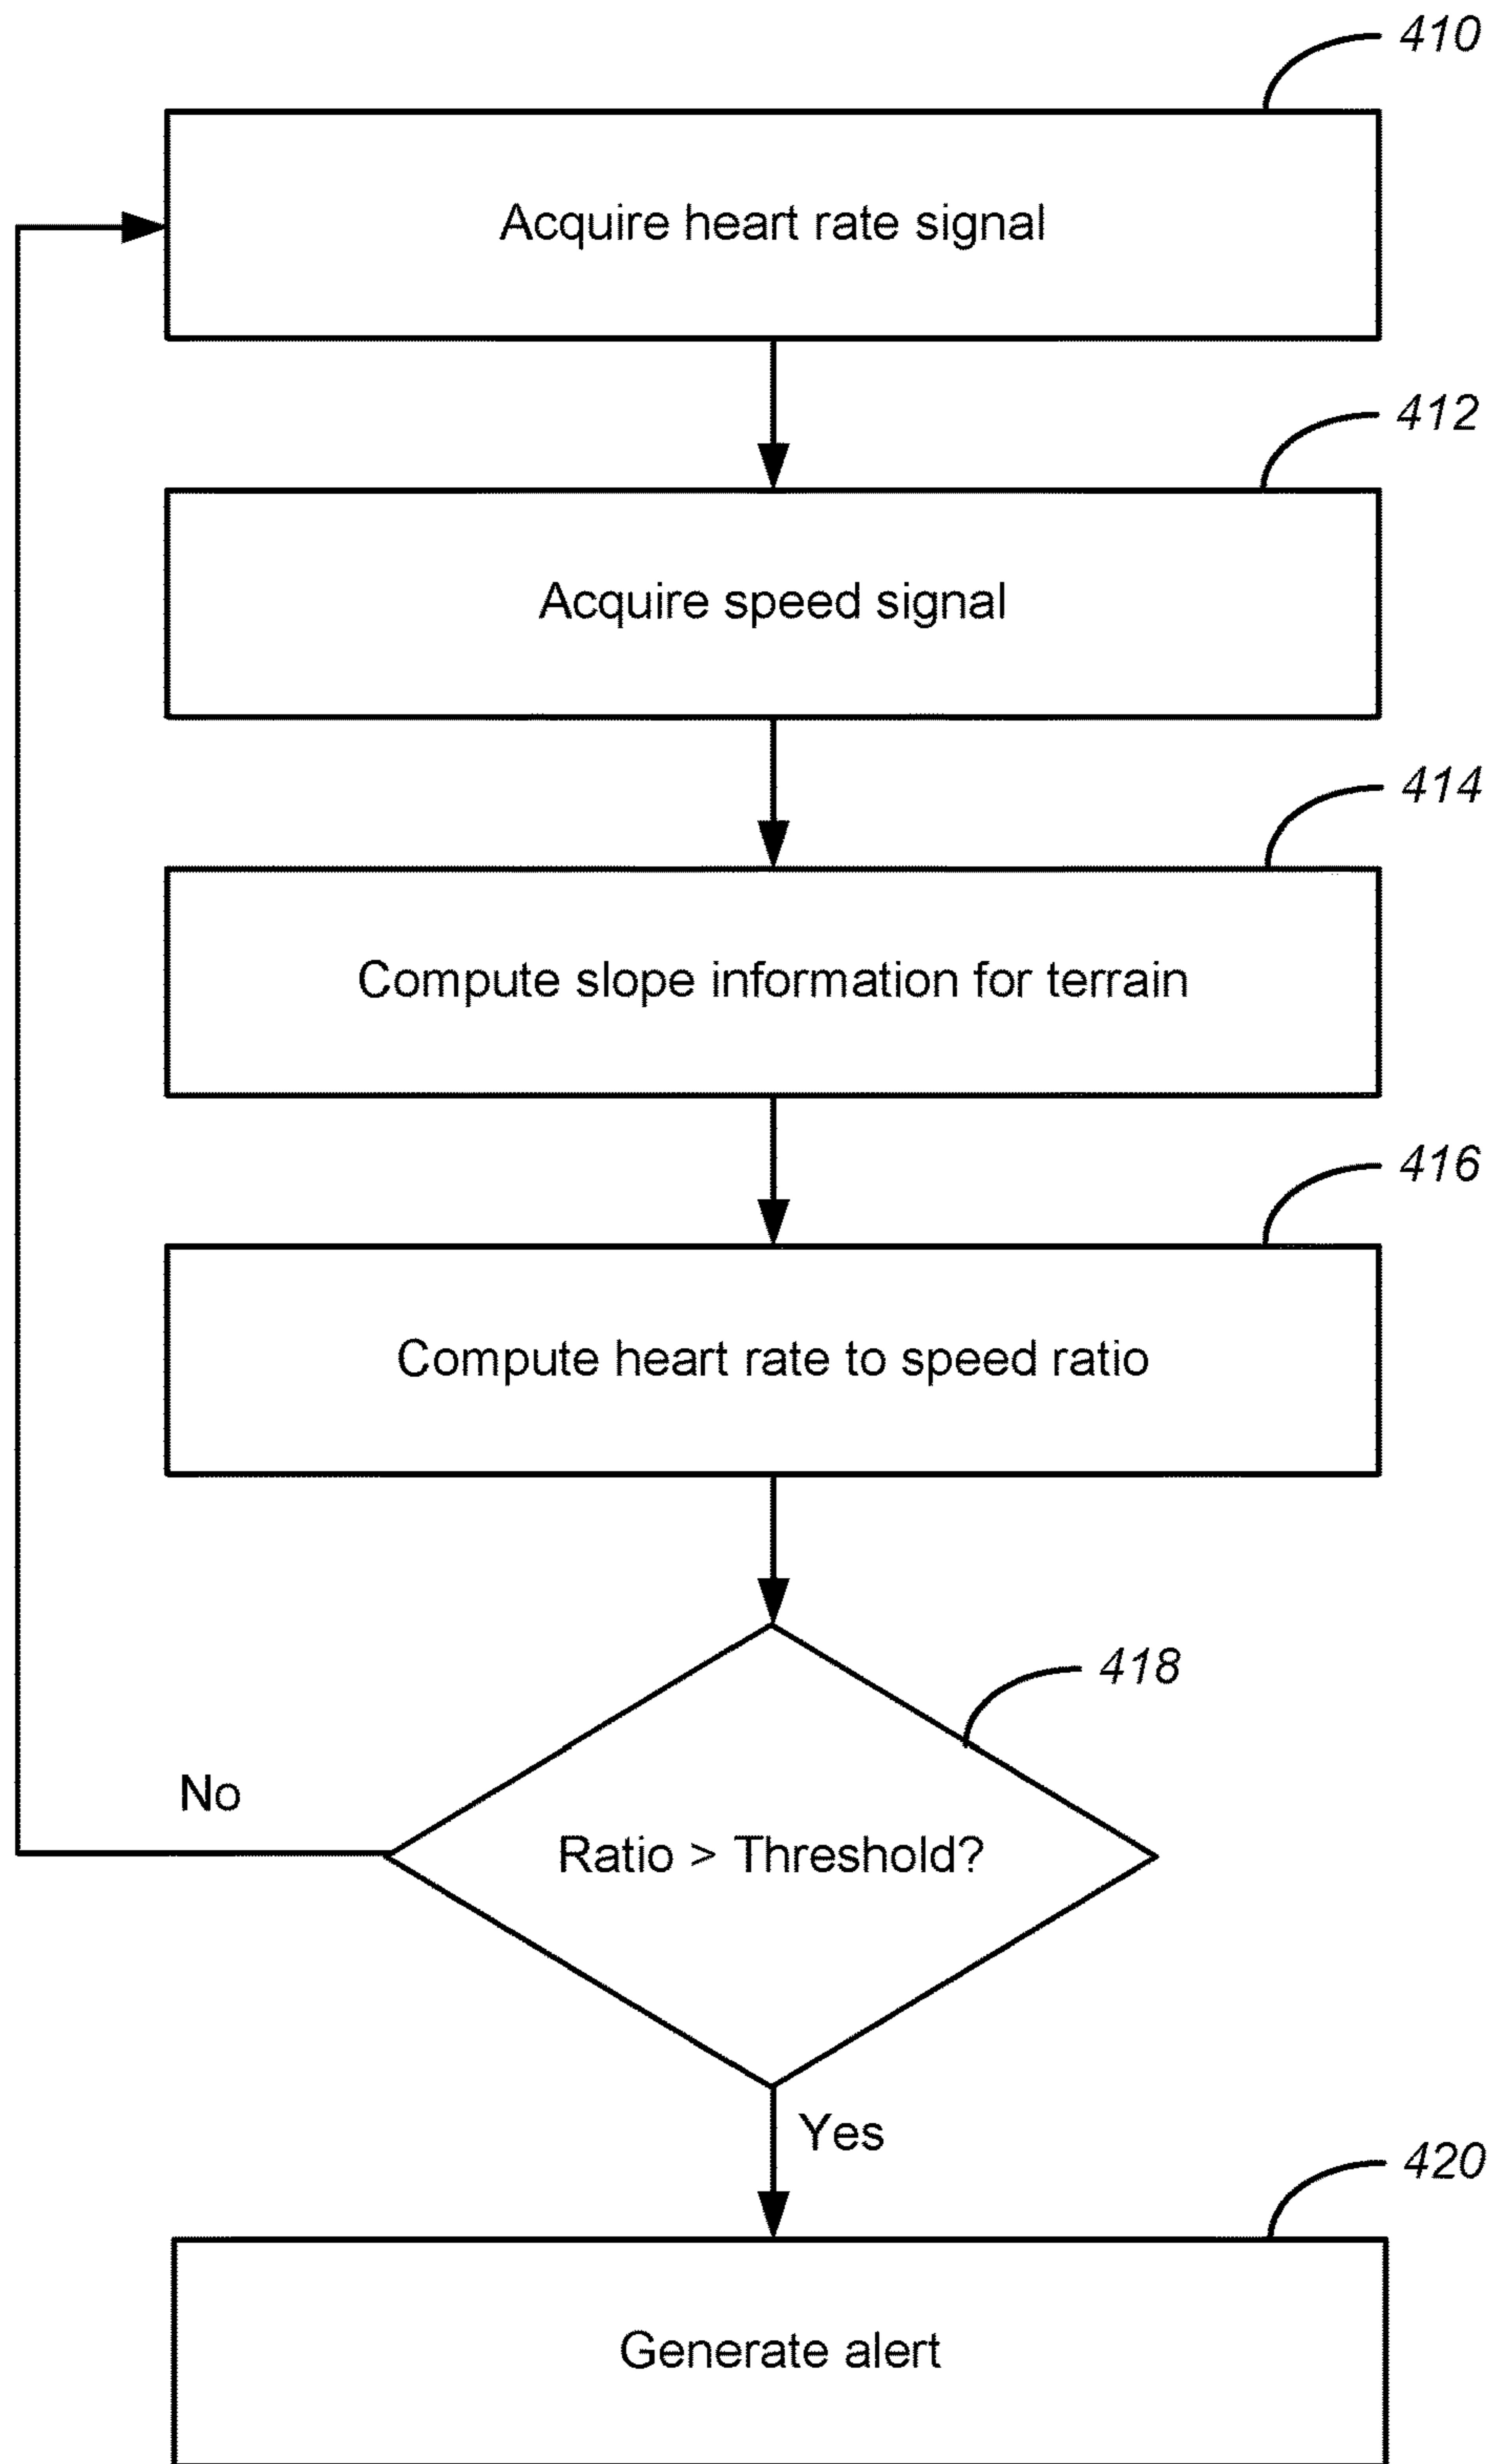 410
Acquire heart rate signal
412
Acquire speed signal
414
Compute slope information for terrain
416
Compute heart rate to speed ratio
418
No
Ratio > Threshold?
Yes
420
Generate alert